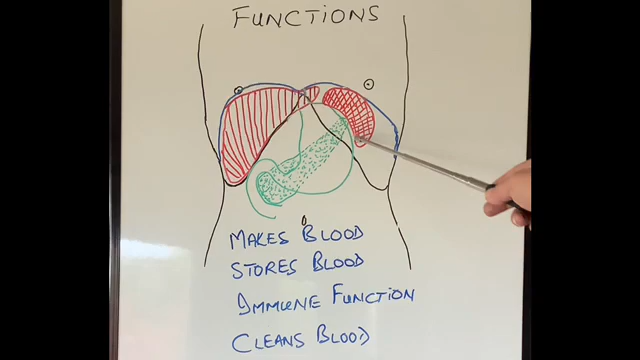 FUNCTIONS
MAKES BLOOD
STORES BLOOD
IMMUNE FUNCTION
CLEANS BLOOD